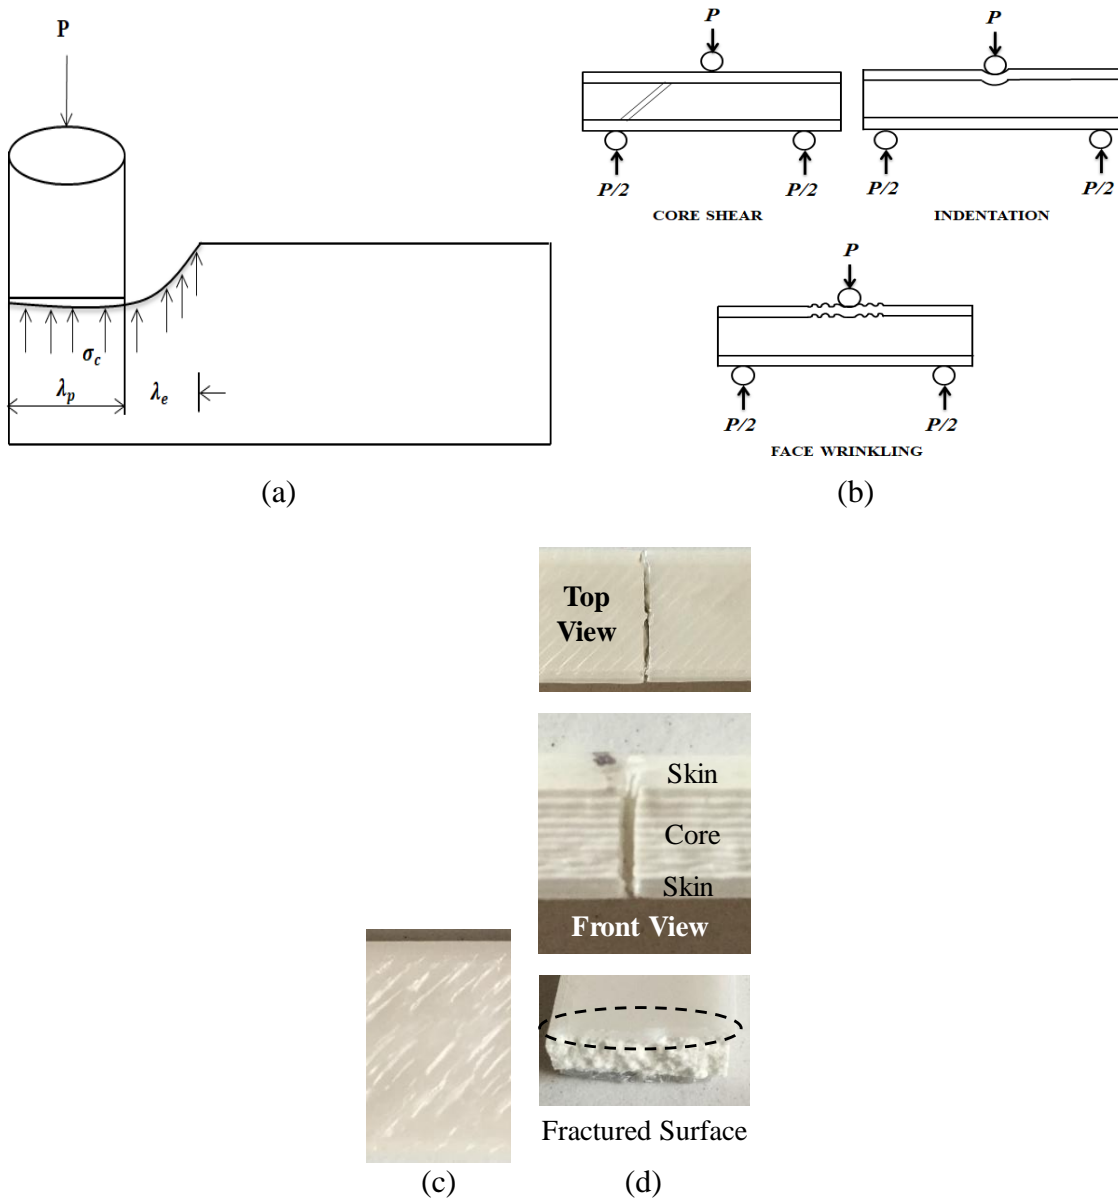 P
σc
λp
λe
(a)
P
P/2
P/2
CORE SHEAR
P
P/2
P/2
INDENTATION
P
P/2
P/2
FACE WRINKLING
(b)
Top
View
Skin
Core
Skin
Front View
Fractured Surface
(c)
(d)